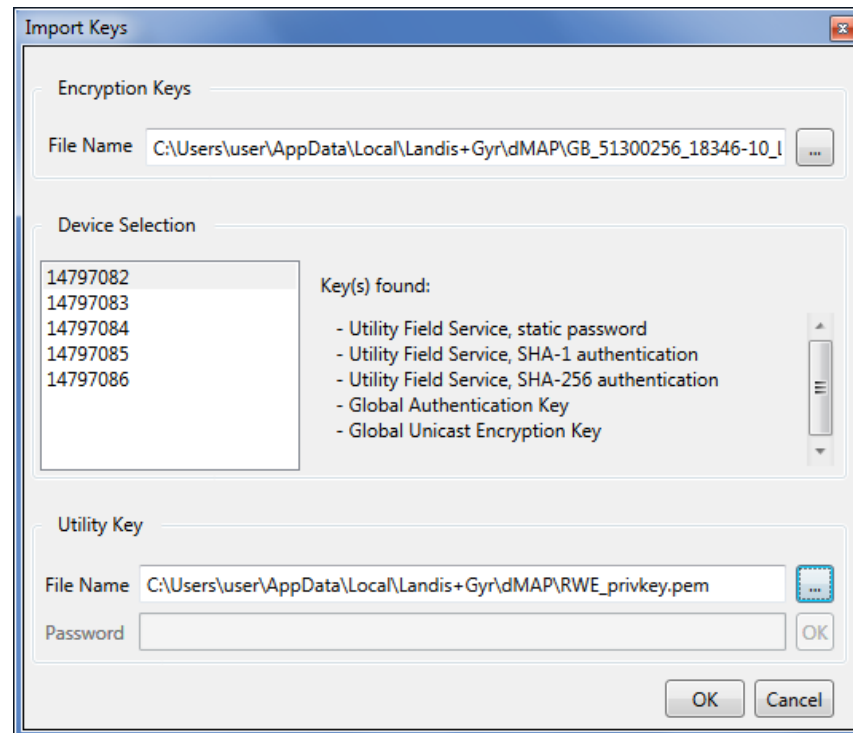 Import Keys
Encryption Keys
File Name C:\Users\user\AppData\Local\Landis+Gyr\dMAP\GB_51300256_18346-10_l ...
Device Selection
14797082
14797083
14797084
14797085
14797086
Key(s) found:
- Utility Field Service, static password
- Utility Field Service, SHA-1 authentication
- Utility Field Service, SHA-256 authentication
- Global Authentication Key
- Global Unicast Encryption Key
Utility Key
File Name C:\Users\user\AppData\Local\Landis+Gyr\dMAP\RWE_privkey.pem ...
Password OK
OK Cancel